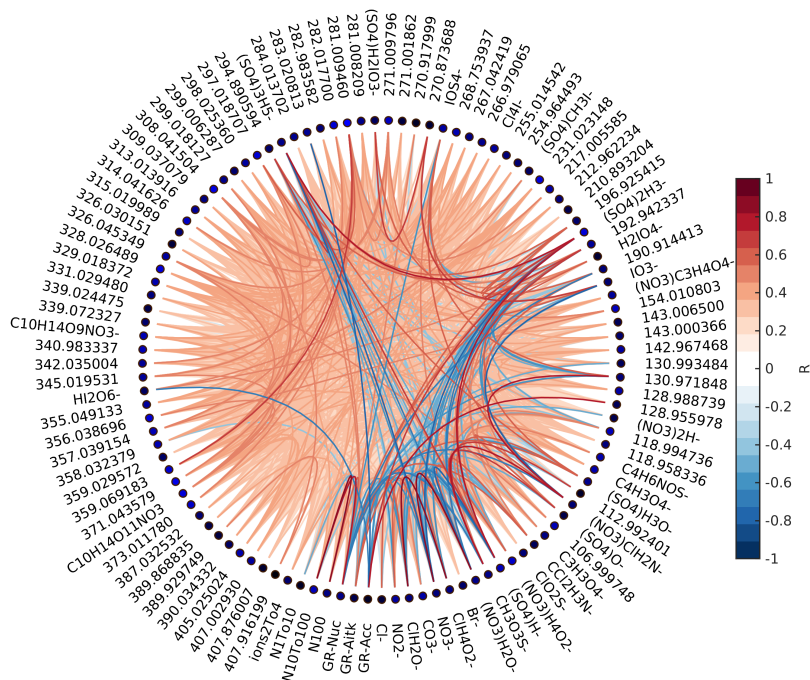 (SO4)H2IO3-
271.009796
271.001862
270.917999
270.873688
IOS4-
268.753937
267.042419
266.979065
Cl4I-
255.014542
254.964493
(SO4)CH3I-
231.023148
217.005585
212.962234
210.893204
196.925415
(SO4)2H3-
192.942337
H2IO4-
190.914413
IO3-
(NO3)C3H4O4-
154.010803
143.006500
143.000366
142.967468
130.993484
130.971848
128.988739
128.955978
(NO3)2H-
118.994736
118.958336
C4H6NOS-
C4H3O4-
(SO4)H3O-
112.992401
(NO3)ClH2N-
(SO4)O-
106.999748
C3H3O4-
CCl2H3N-
ClO2S-
(NO3)H4O2-
(SO4)H-
CH3O3S-
(NO3)H2O-
Br-
ClH4O2-
NO3-
CO3-
ClH2O-
NO2-
Cl-
GR-Acc
GR-Aitk
GR-Nuc
N100
N10To100
N1To10
ions2To4
407.916199
407.876007
407.002930
405.025024
390.034332
389.929749
389.868835
387.032532
373.011780
C10H14O11NO3
371.043579
359.069183
359.029572
358.032379
357.039154
356.038696
355.049133
HI2O6-
345.019531
342.035004
340.983337
C10H14O9NO3-
339.072327
339.024475
331.029480
329.018372
328.026489
326.045349
326.030151
315.019989
314.041626
313.013916
309.037079
308.041504
299.018127
299.006287
298.025360
297.018707
294.890594
(SO4)3H5-
284.013702
283.020813
282.983582
282.017700
281.009460
281.008209
1
0.8
0.6
0.4
0.2
0
-0.2
-0.4
-0.6
-0.8
-1
R